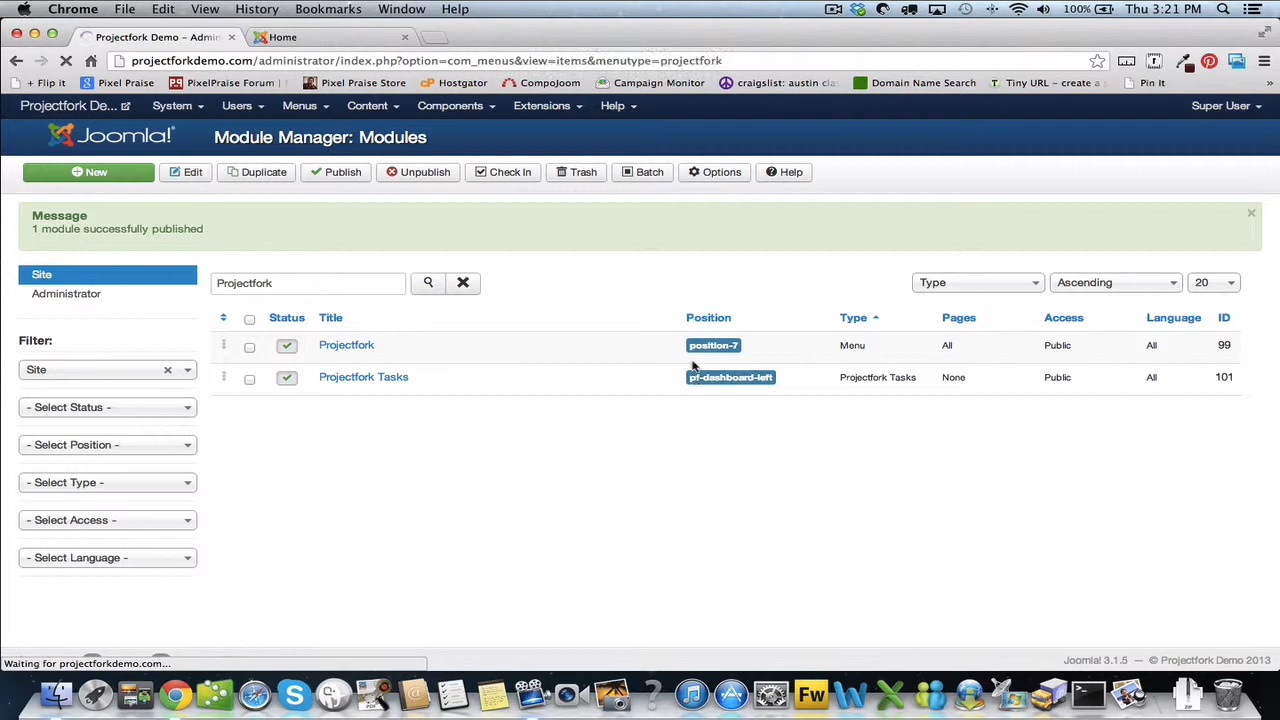 Chrome File Edit View History Bookmarks Window Help 100% Thu 3:21 PM
Projectfork Demo – Admin Home
projectforkdemo.com/administrator/index.php?option=com_menus&view=items&menutype=projectfork
+ Flip it Pixel Praise PixelPraise Forum | Pixel Praise Store Hostgator CompoJoom Campaign Monitor craigslist: austin cla Domain Name Search Tiny URL - create a Pin It
Projectfork De... System Users Menus Content Components Extensions Help Super User
Joomla! Module Manager: Modules
New Edit Duplicate Publish Unpublish Check In Trash Batch Options Help
Message
1 module successfully published
Site
Administrator
Projectfork Type Ascending 20
Status Title Position Type Pages Access Language ID
Filter:
Projectfork position-7 Menu All Public All 99
Site
Projectfork Tasks pf-dashboard-left Projectfork Tasks None Public All 101
- Select Status -
- Select Position -
- Select Type -
- Select Access -
- Select Language -
Waiting for projectforkdemo.com...
Joomla! 3.1.5 — © Projectfork Demo 2013
Fw
ZIP